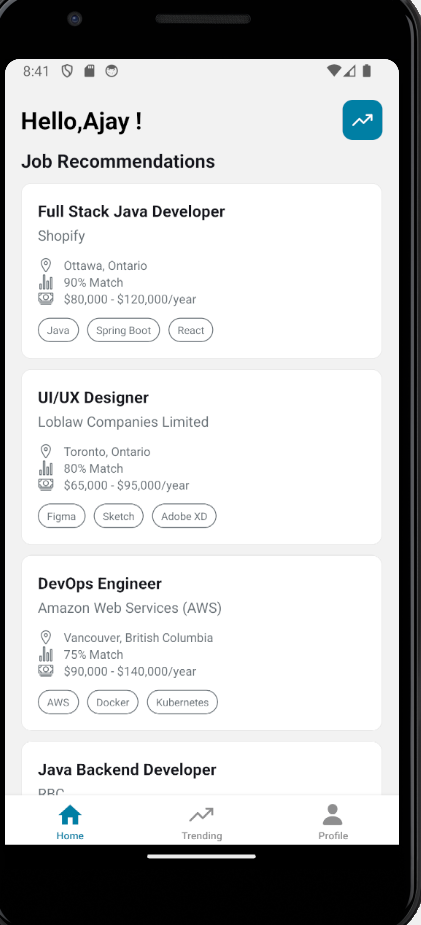 8:41
Hello,Ajay !
Job Recommendations
Full Stack Java Developer
Shopify
Ottawa, Ontario
90% Match
$80,000 - $120,000/year
Java Spring Boot React
UI/UX Designer
Loblaw Companies Limited
Toronto, Ontario
80% Match
$65,000 - $95,000/year
Figma Sketch Adobe XD
DevOps Engineer
Amazon Web Services (AWS)
Vancouver, British Columbia
75% Match
$90,000 - $140,000/year
AWS Docker Kubernetes
Java Backend Developer
RBC
Home Trending Profile